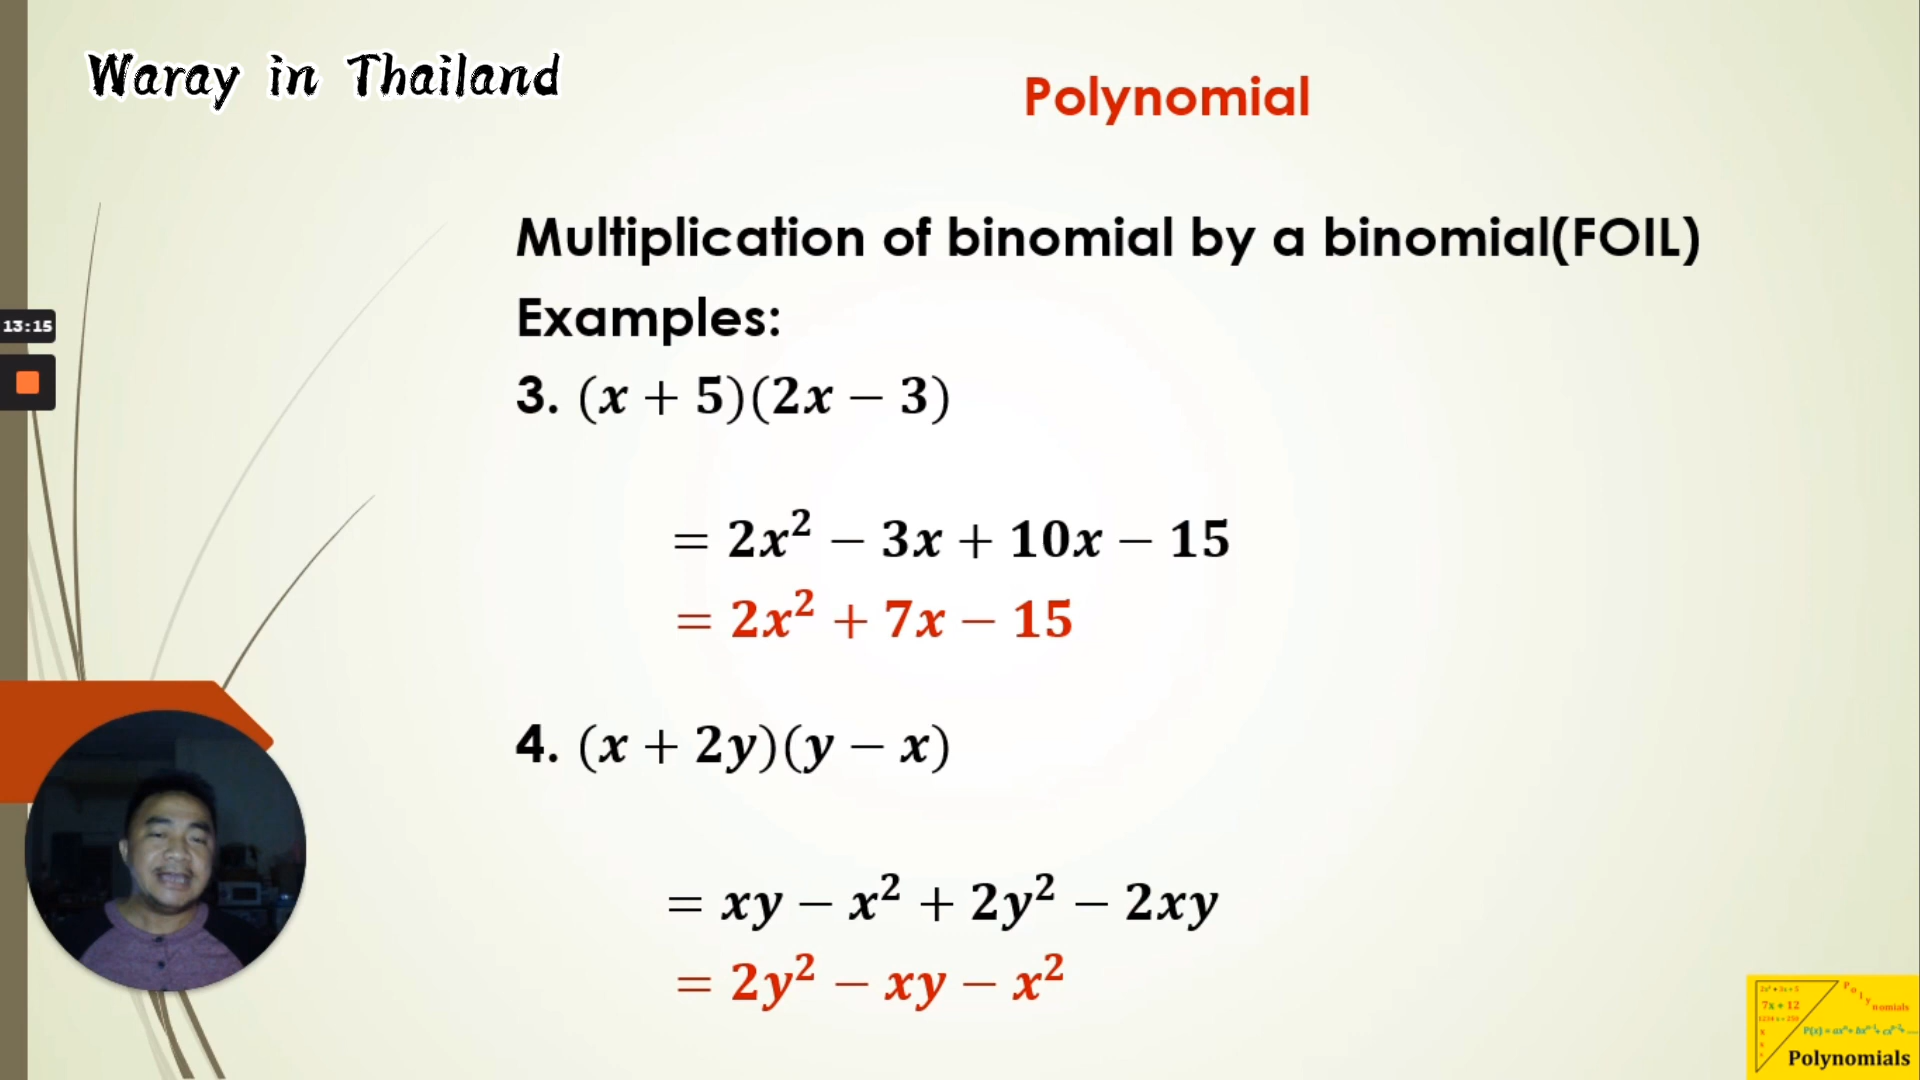 Waray in Thailand
Polynomial
Multiplication of binomial by a binomial(FOIL)
Examples:
3. (x + 5)(2x − 3)
= 2x² − 3x + 10x − 15
= 2x² + 7x − 15
4. (x + 2y)(y − x)
= xy − x² + 2y² − 2xy
= 2y² − xy − x²
13:15
7x + 12
Polynomials
Polynomials